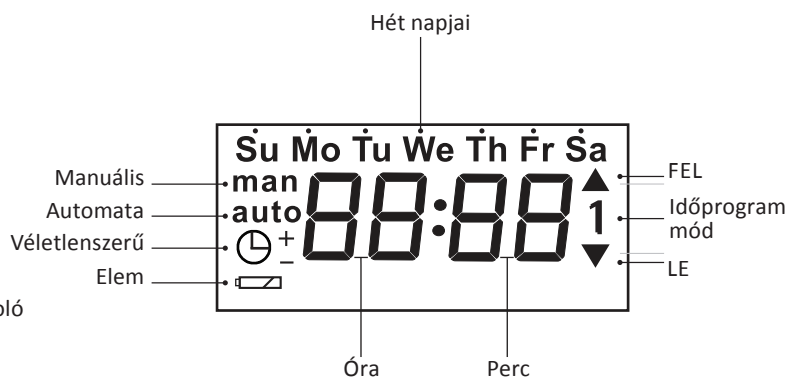 Hét napjai
Su Mo Tu We Th Fr Sa
Manuális
man
FEL
Automata
auto
88:88
1
Időprogram
mód
Véletlenszerű
+
−
LE
Elem
oló
Óra
Perc